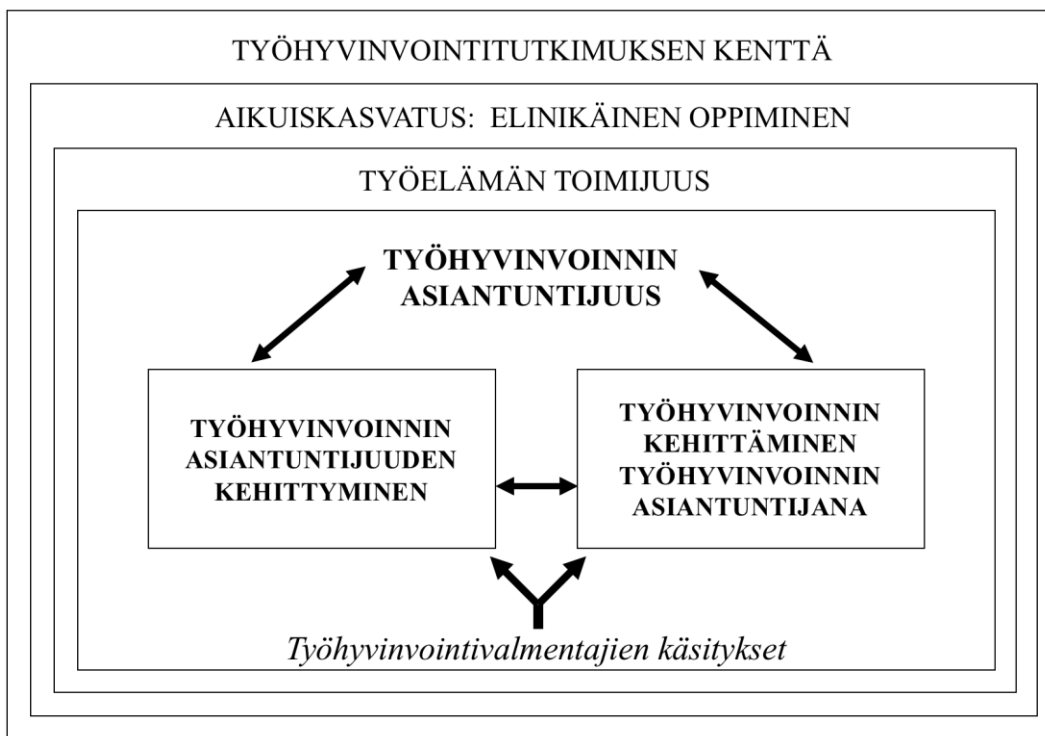 TYÖHYVINVOINTITUTKIMUKSEN KENTTÄ
AIKUISKASVATUS: ELINIKÄINEN OPPIMINEN
TYÖELÄMÄN TOIMIJUUS
TYÖHYVINVOINNIN
ASIANTUNTIJUUS
TYÖHYVINVOINNIN
ASIANTUNTIJUUDEN
KEHITTYMINEN
TYÖHYVINVOINNIN
KEHITTÄMINEN
TYÖHYVINVOINNIN
ASIANTUNTIJANA
Työhyvinvointivalmentajien käsitykset